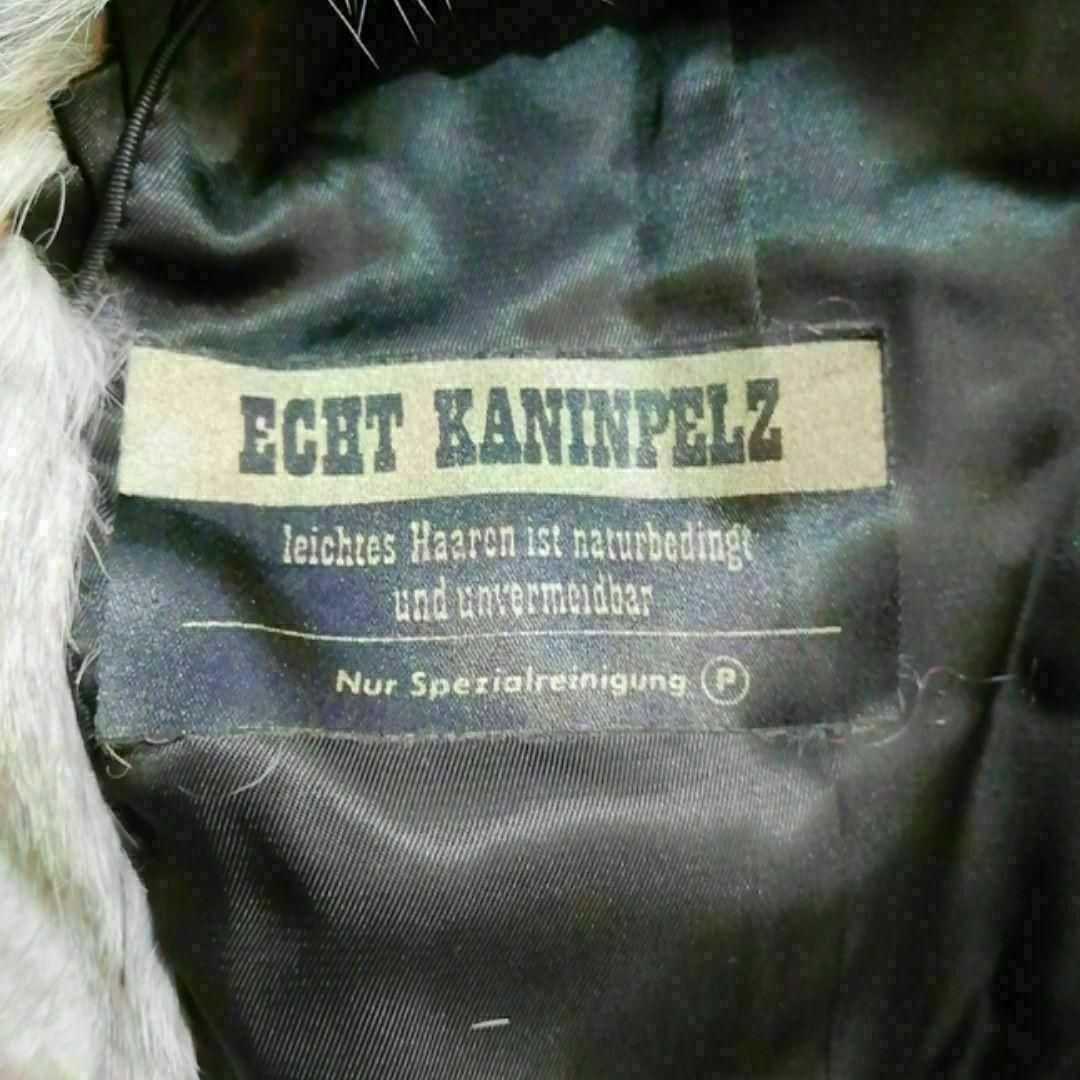 ECHT KANINPELZ
leichtes Haaren ist naturbedingt
und unvermeidbar
Nur Spezialreinigung Ⓟ